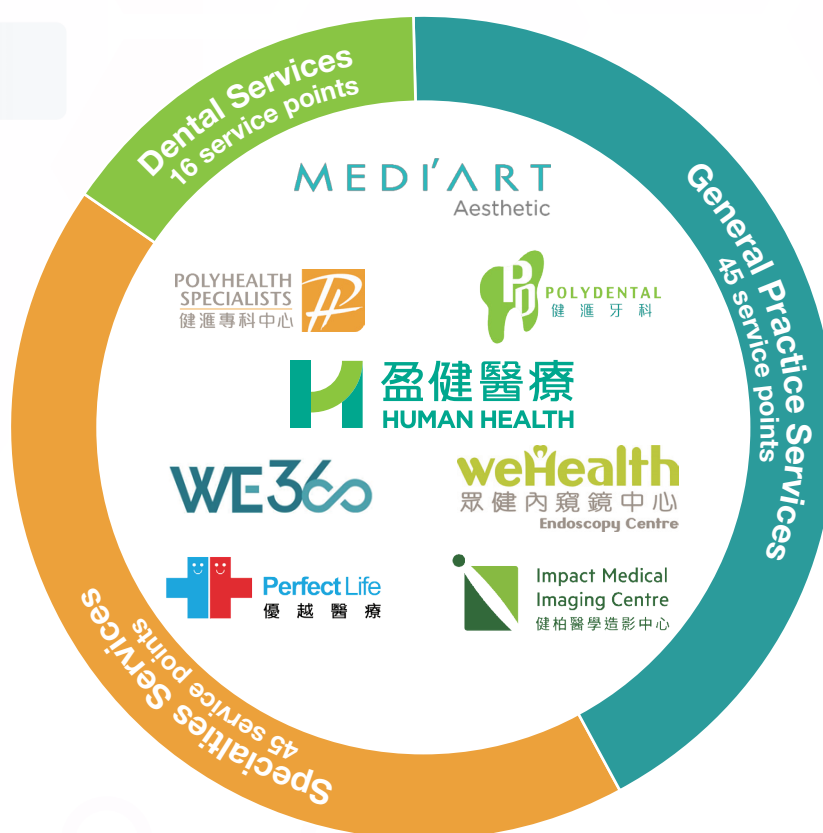 Dental Services
16 service points
General Practice Services
45 service points
MEDI'ART
Aesthetic
POLYHEALTH
SPECIALISTS
健滙專科中心
PD
POLYDENTAL
健滙牙科
盈健醫療
HUMAN HEALTH
WE360
weHealth
眾健內窺鏡中心
Endoscopy Centre
Perfect Life
優越醫療
Impact Medical
Imaging Centre
健柏醫學造影中心
Specialties Services
45 service points